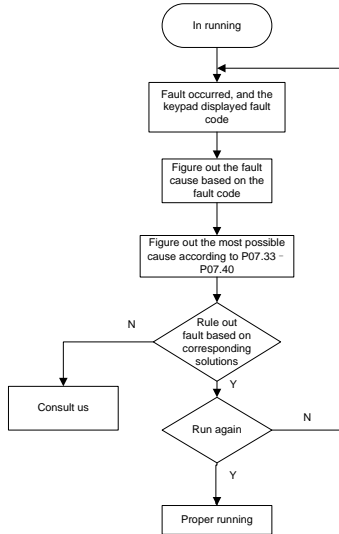 In running
Fault occurred, and the
keypad displayed fault
code
Figure out the fault
cause based on the
fault code
Figure out the most possible
cause according to P07.33–
P07.40
N
Rule out
fault based on
corresponding
solutions
Y
Consult us
Run again
N
Y
Proper running